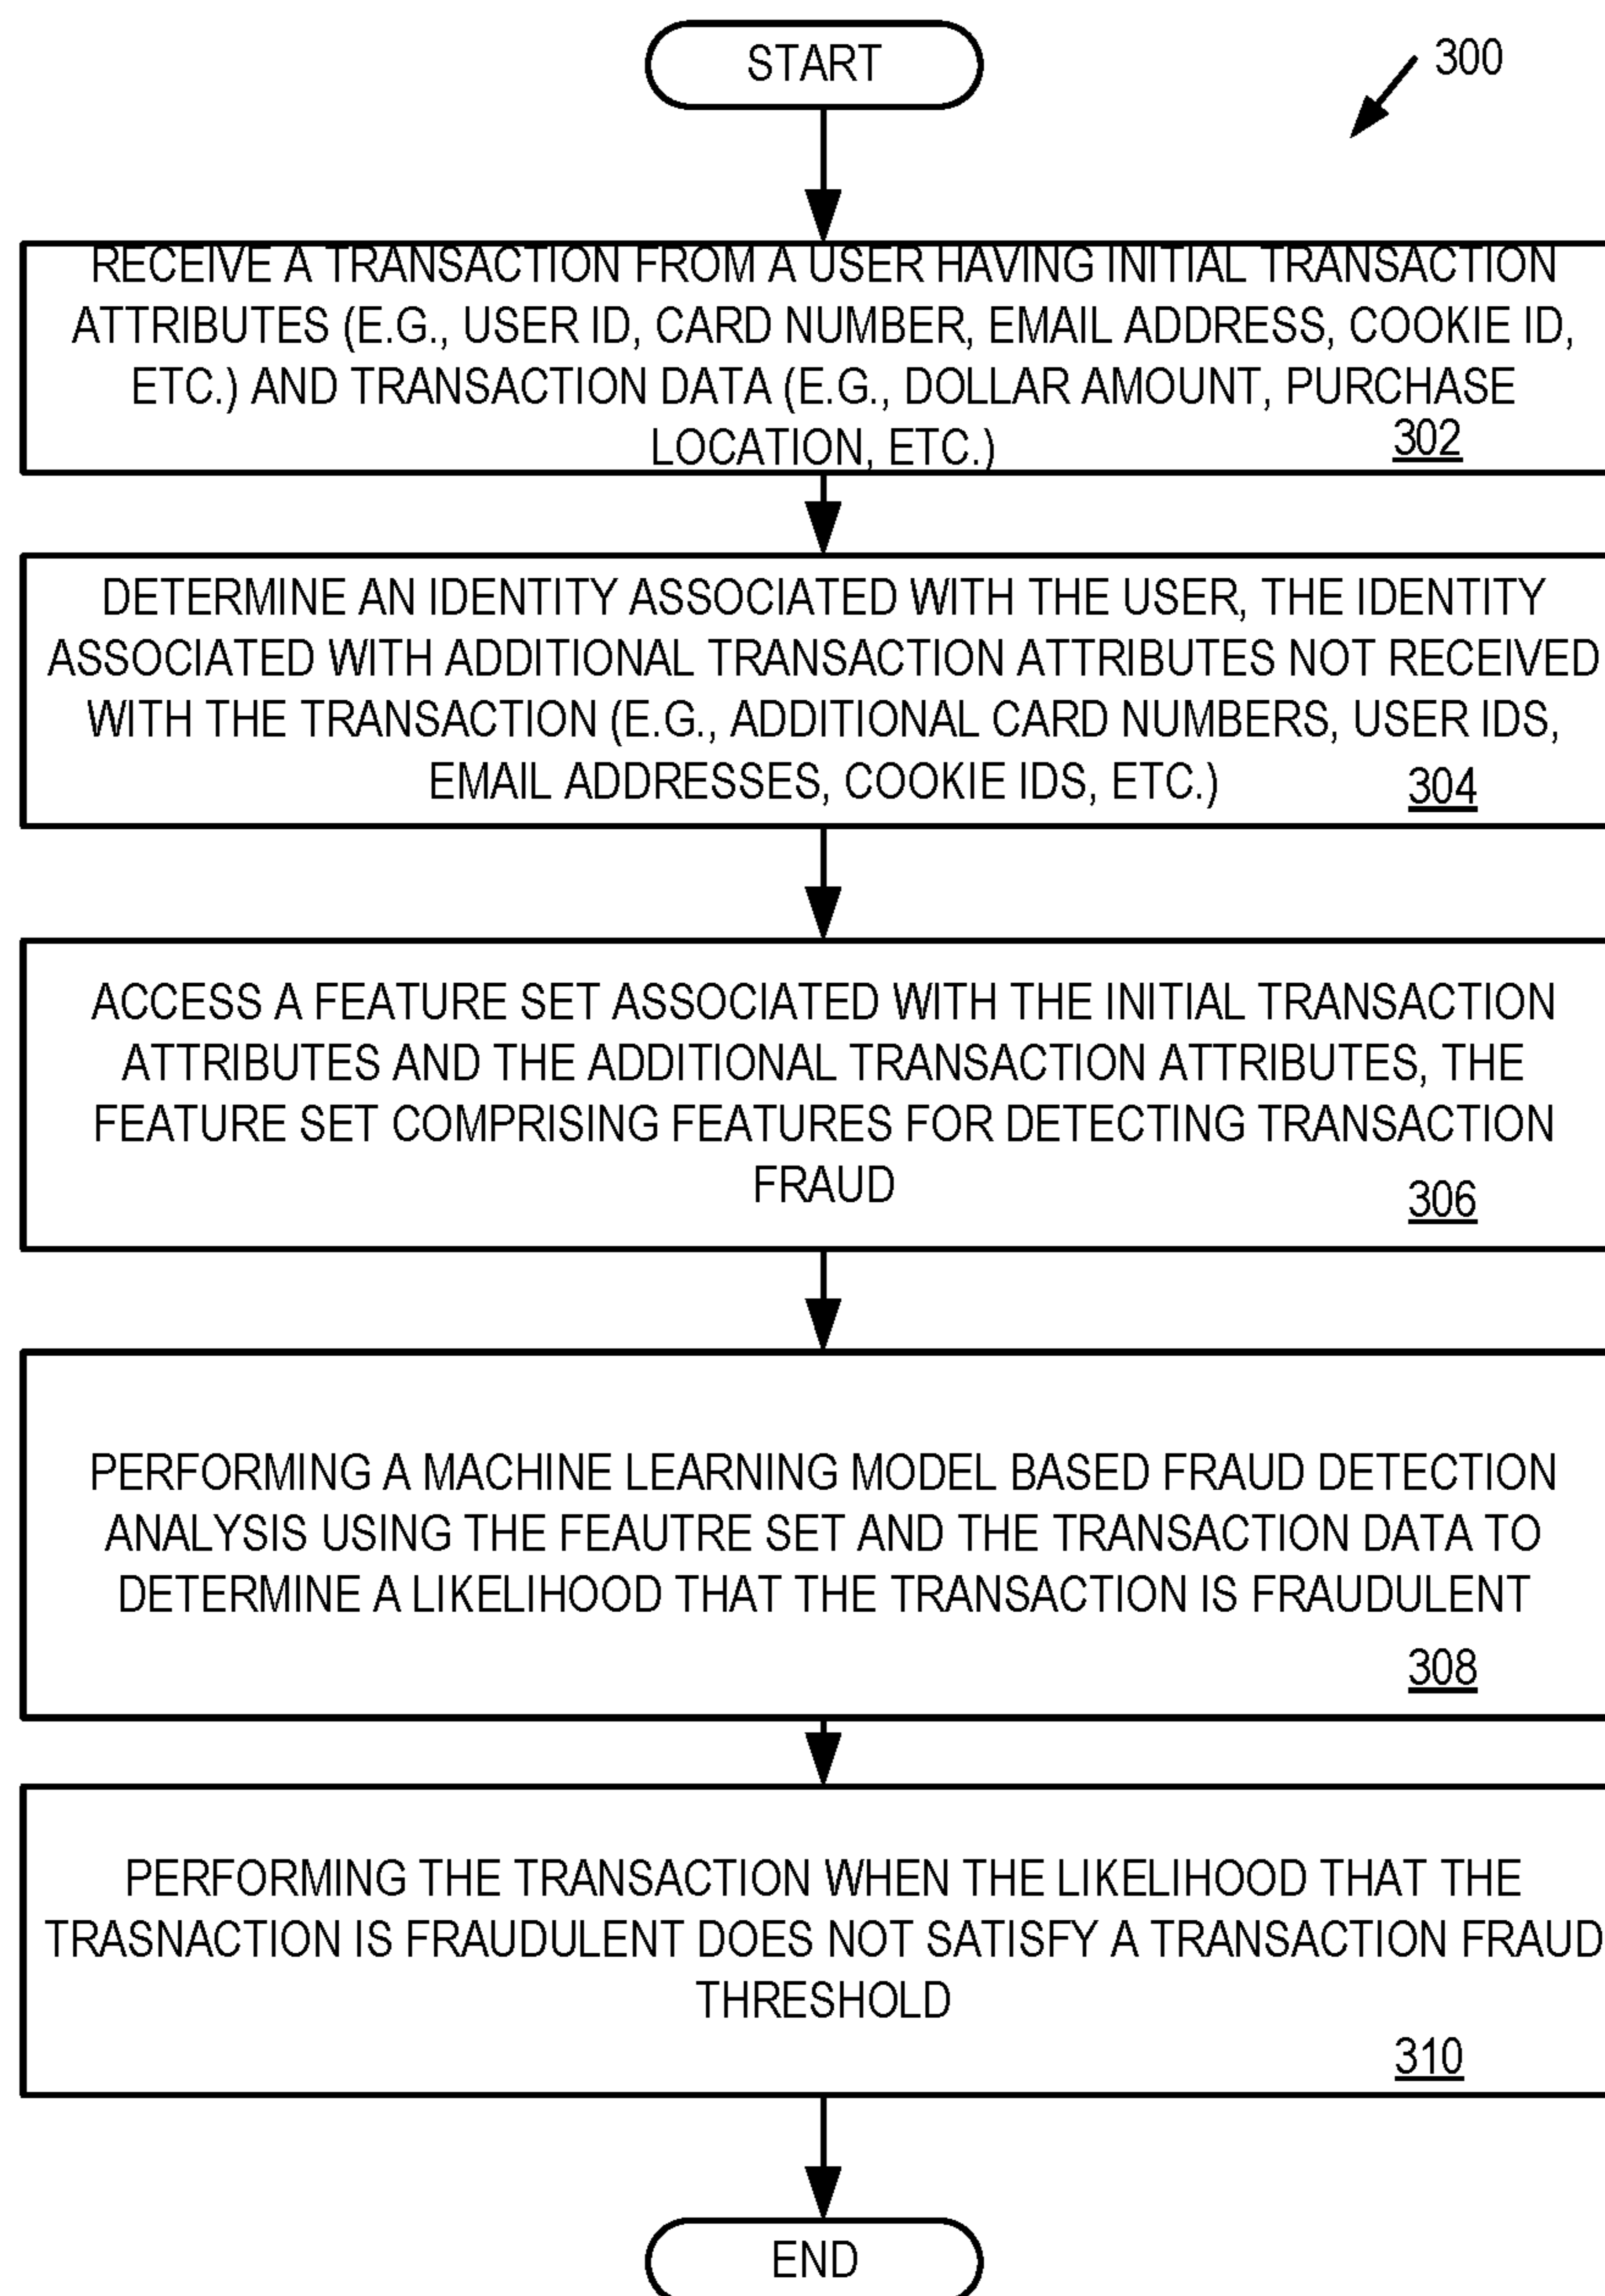 START
300
RECEIVE A TRANSACTION FROM A USER HAVING INITIAL TRANSACTION
ATTRIBUTES (E.G., USER ID, CARD NUMBER, EMAIL ADDRESS, COOKIE ID,
ETC.) AND TRANSACTION DATA (E.G., DOLLAR AMOUNT, PURCHASE
LOCATION, ETC.)
302
DETERMINE AN IDENTITY ASSOCIATED WITH THE USER, THE IDENTITY
ASSOCIATED WITH ADDITIONAL TRANSACTION ATTRIBUTES NOT RECEIVED
WITH THE TRANSACTION (E.G., ADDITIONAL CARD NUMBERS, USER IDS,
EMAIL ADDRESSES, COOKIE IDS, ETC.)
304
ACCESS A FEATURE SET ASSOCIATED WITH THE INITIAL TRANSACTION
ATTRIBUTES AND THE ADDITIONAL TRANSACTION ATTRIBUTES, THE
FEATURE SET COMPRISING FEATURES FOR DETECTING TRANSACTION
FRAUD
306
PERFORMING A MACHINE LEARNING MODEL BASED FRAUD DETECTION
ANALYSIS USING THE FEAUTRE SET AND THE TRANSACTION DATA TO
DETERMINE A LIKELIHOOD THAT THE TRANSACTION IS FRAUDULENT
308
PERFORMING THE TRANSACTION WHEN THE LIKELIHOOD THAT THE
TRASNACTION IS FRAUDULENT DOES NOT SATISFY A TRANSACTION FRAUD
THRESHOLD
310
END